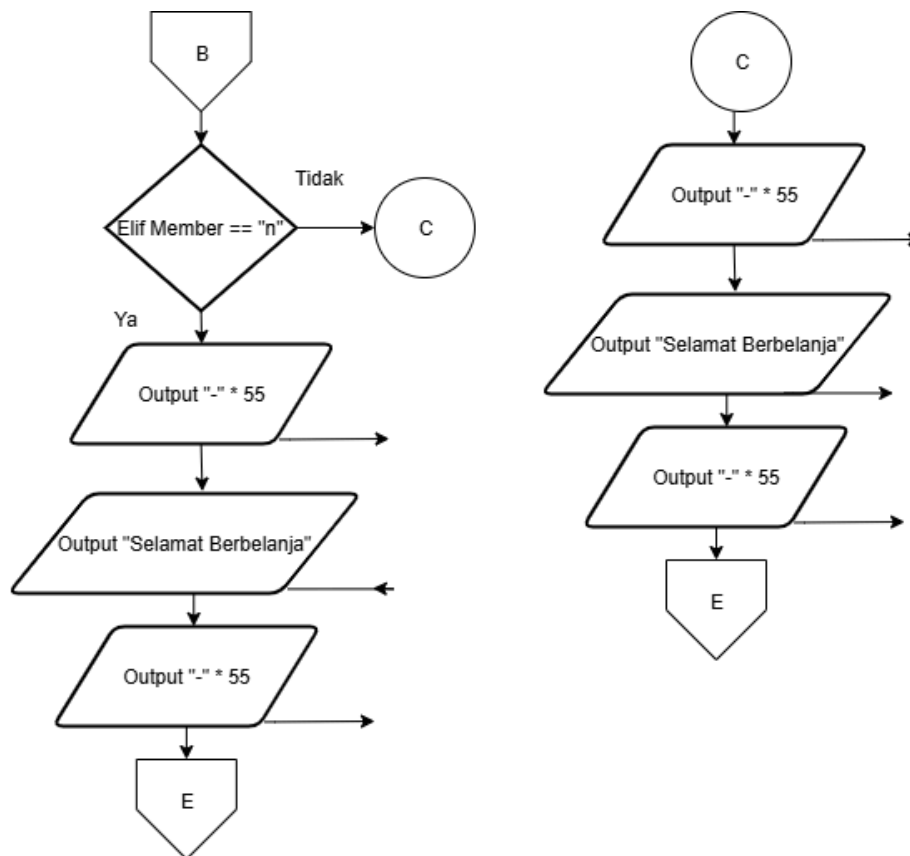 B
Tidak
Elif Member == "n"
C
Ya
Output "-" * 55
Output "Selamat Berbelanja"
Output "-" * 55
E
C
Output "-" * 55
Output "Selamat Berbelanja"
Output "-" * 55
E